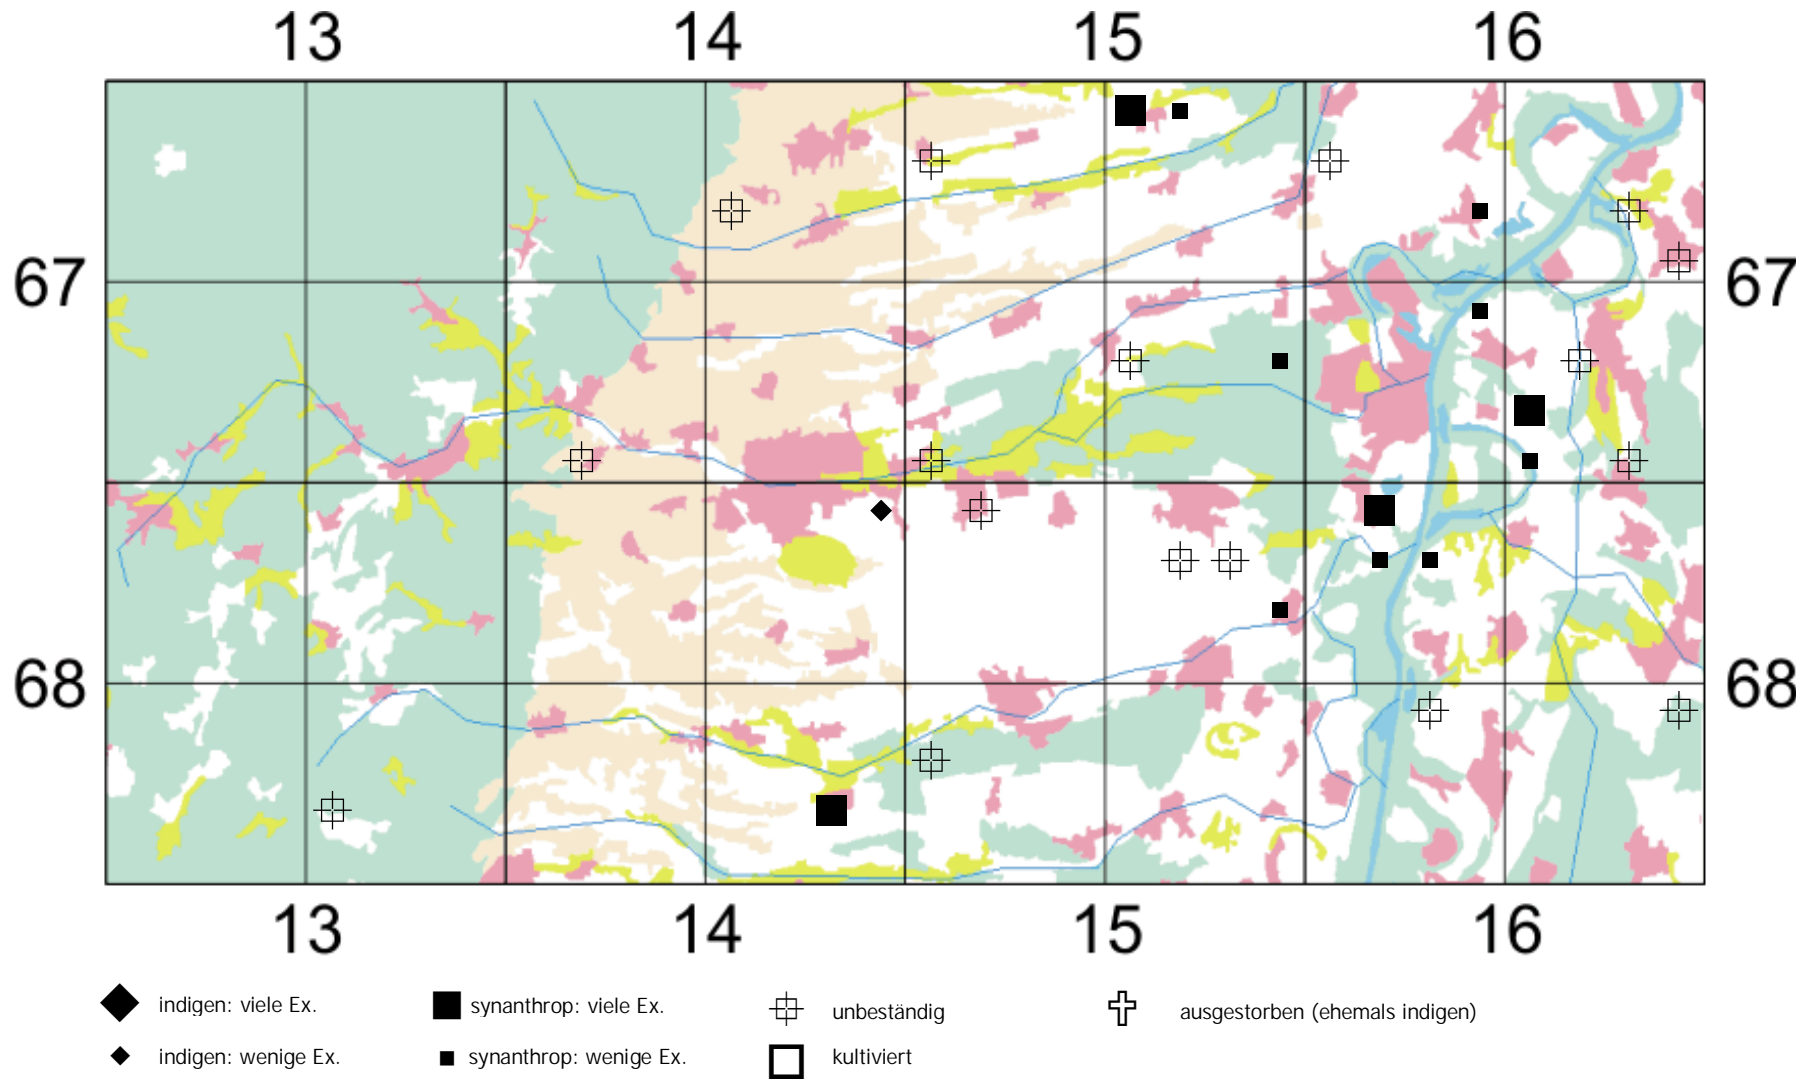 13 14 15 16
67 67
68 68
13 14 15 16
indigen: viele Ex. synanthrop: viele Ex. unbeständig ausgestorben (ehemals indigen)
indigen: wenige Ex. synanthrop: wenige Ex. kultiviert